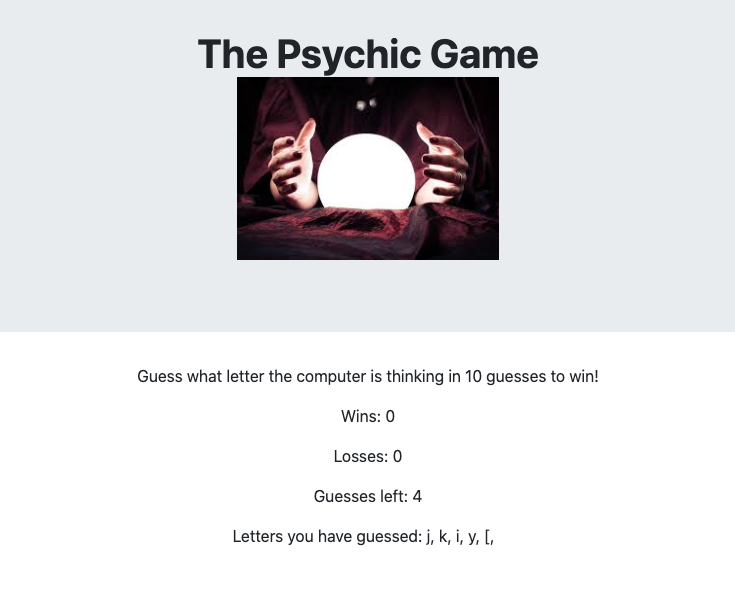 The Psychic Game
Guess what letter the computer is thinking in 10 guesses to win!
Wins: 0
Losses: 0
Guesses left: 4
Letters you have guessed: j, k, i, y, [,